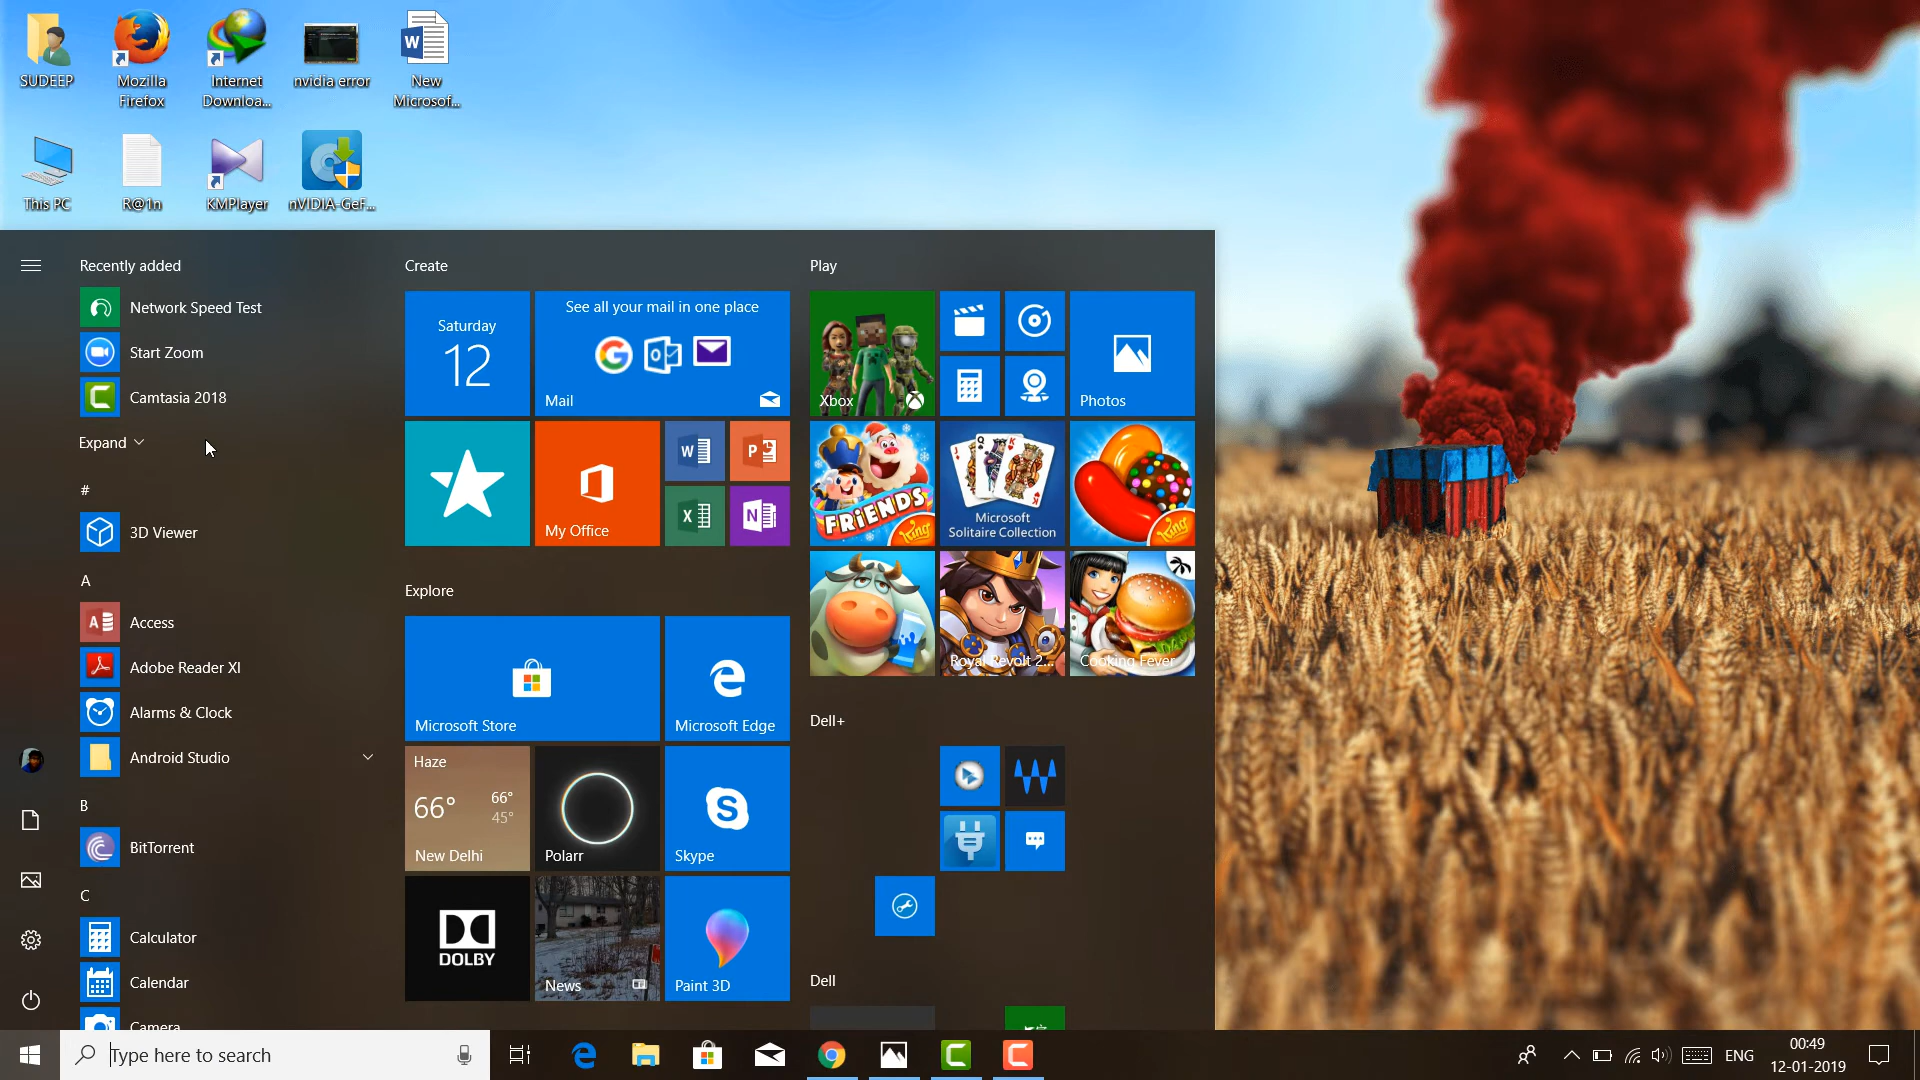 SUDEEP
Mozilla
Firefox
Internet
Downloa...
nvidia error
New
Microsof...
This PC
R@1n
KMPlayer
nVIDIA-GeF...
Recently added
Network Speed Test
Start Zoom
Camtasia 2018
Expand
#
3D Viewer
A
Access
Adobe Reader XI
Alarms & Clock
Android Studio
B
BitTorrent
C
Calculator
Calendar
Camera
Create
Saturday
12
See all your mail in one place
Mail
My Office
Explore
Microsoft Store
Microsoft Edge
Haze
66°
66°
45°
New Delhi
Polarr
Skype
DOLBY
News
Paint 3D
Play
Xbox
Photos
FRIENDS
King
Microsoft
Solitaire Collection
King
Royal Revolt 2...
Cooking Fever
Dell+
Dell
Type here to search
ENG
00:49
12-01-2019